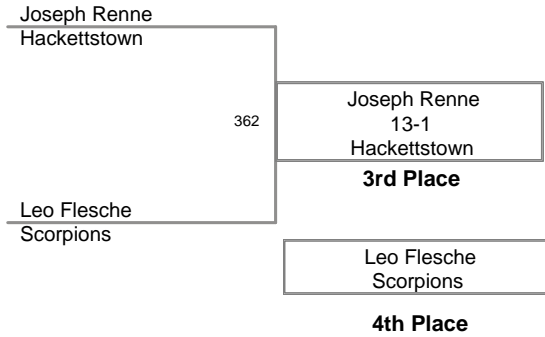 Joseph Renne
Hackettstown
362
Joseph Renne
13-1
Hackettstown
3rd Place
Leo Flesche
Scorpions
Leo Flesche
Scorpions
4th Place